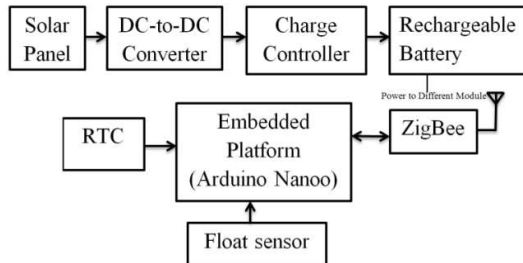 Solar
Panel
DC-to-DC
Converter
Charge
Controller
Rechargeable
Battery
Power to Different Module
RTC
Embedded
Platform
(Arduino Nanoo)
ZigBee
Float sensor